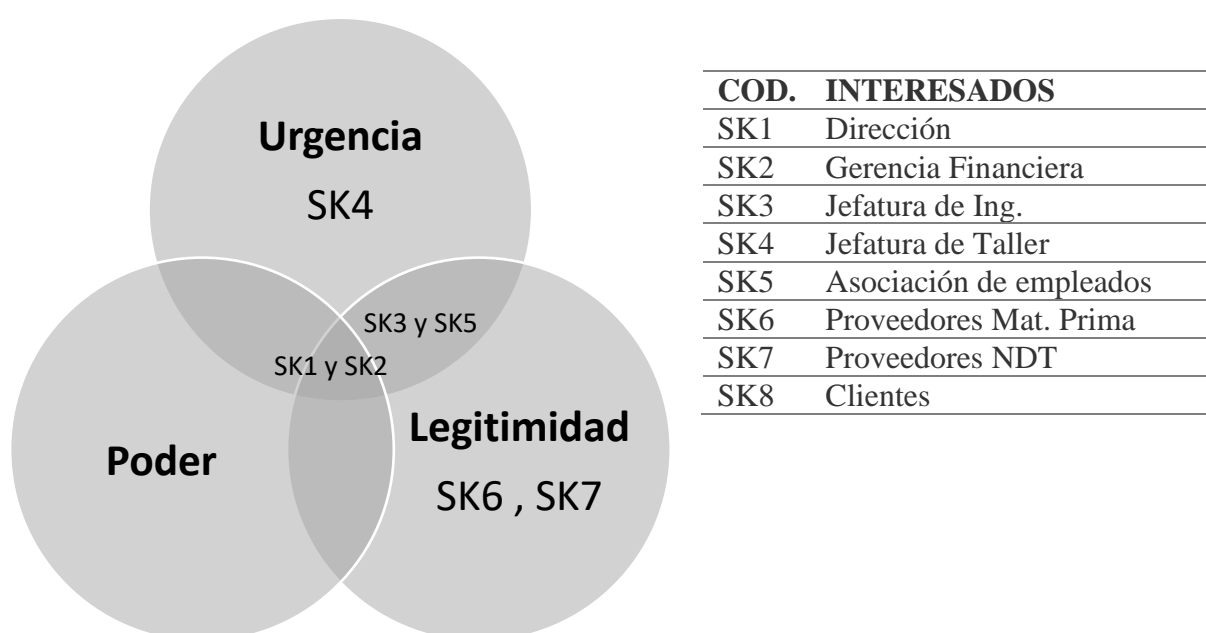 Urgencia
SK4
SK3 y SK5
SK1 y SK2
Poder
Legitimidad
SK6 , SK7
COD. INTERESADOS
SK1 Dirección
SK2 Gerencia Financiera
SK3 Jefatura de Ing.
SK4 Jefatura de Taller
SK5 Asociación de empleados
SK6 Proveedores Mat. Prima
SK7 Proveedores NDT
SK8 Clientes